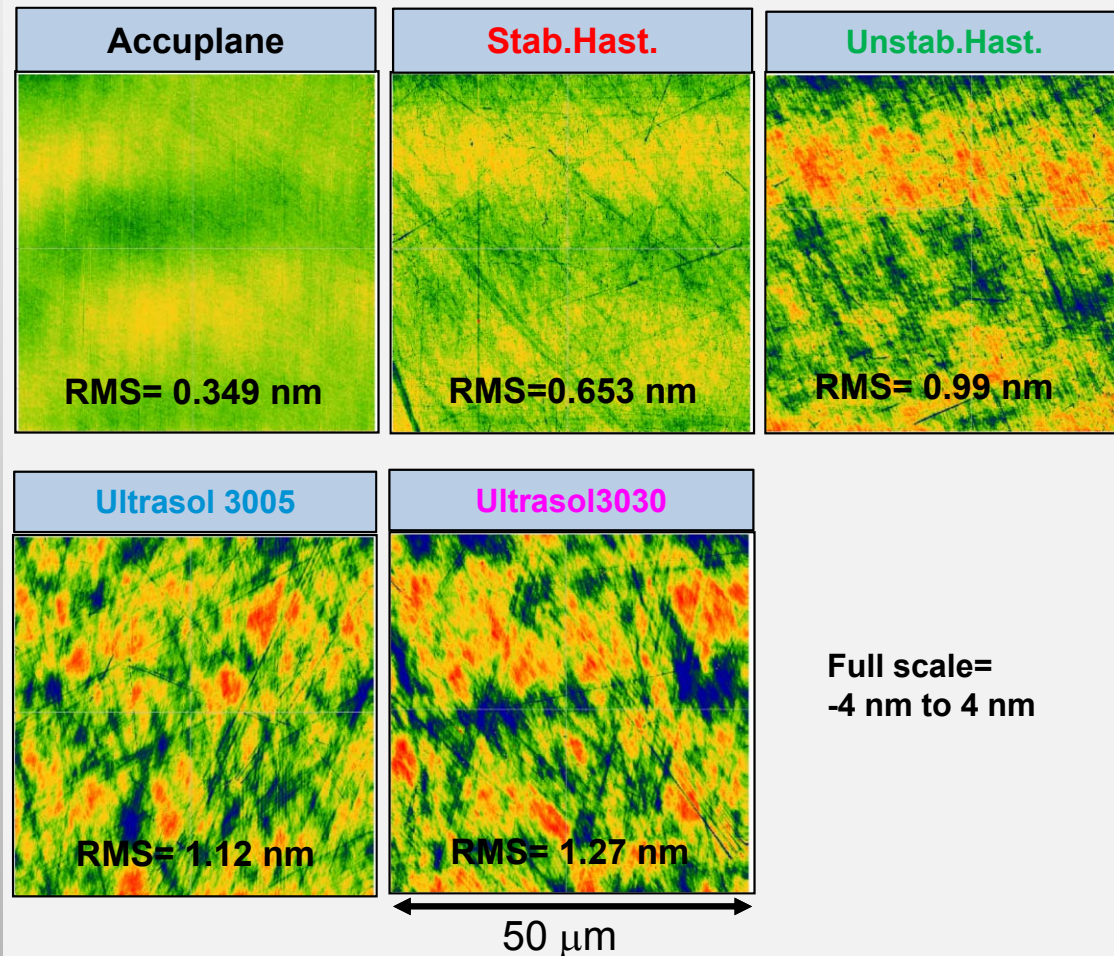 Accuplane
Stab.Hast.
Unstab.Hast.
RMS= 0.349 nm
RMS=0.653 nm
RMS= 0.99 nm
Ultrasol 3005
Ultrasol3030
RMS= 1.12 nm
RMS= 1.27 nm
Full scale=
-4 nm to 4 nm
50 μm